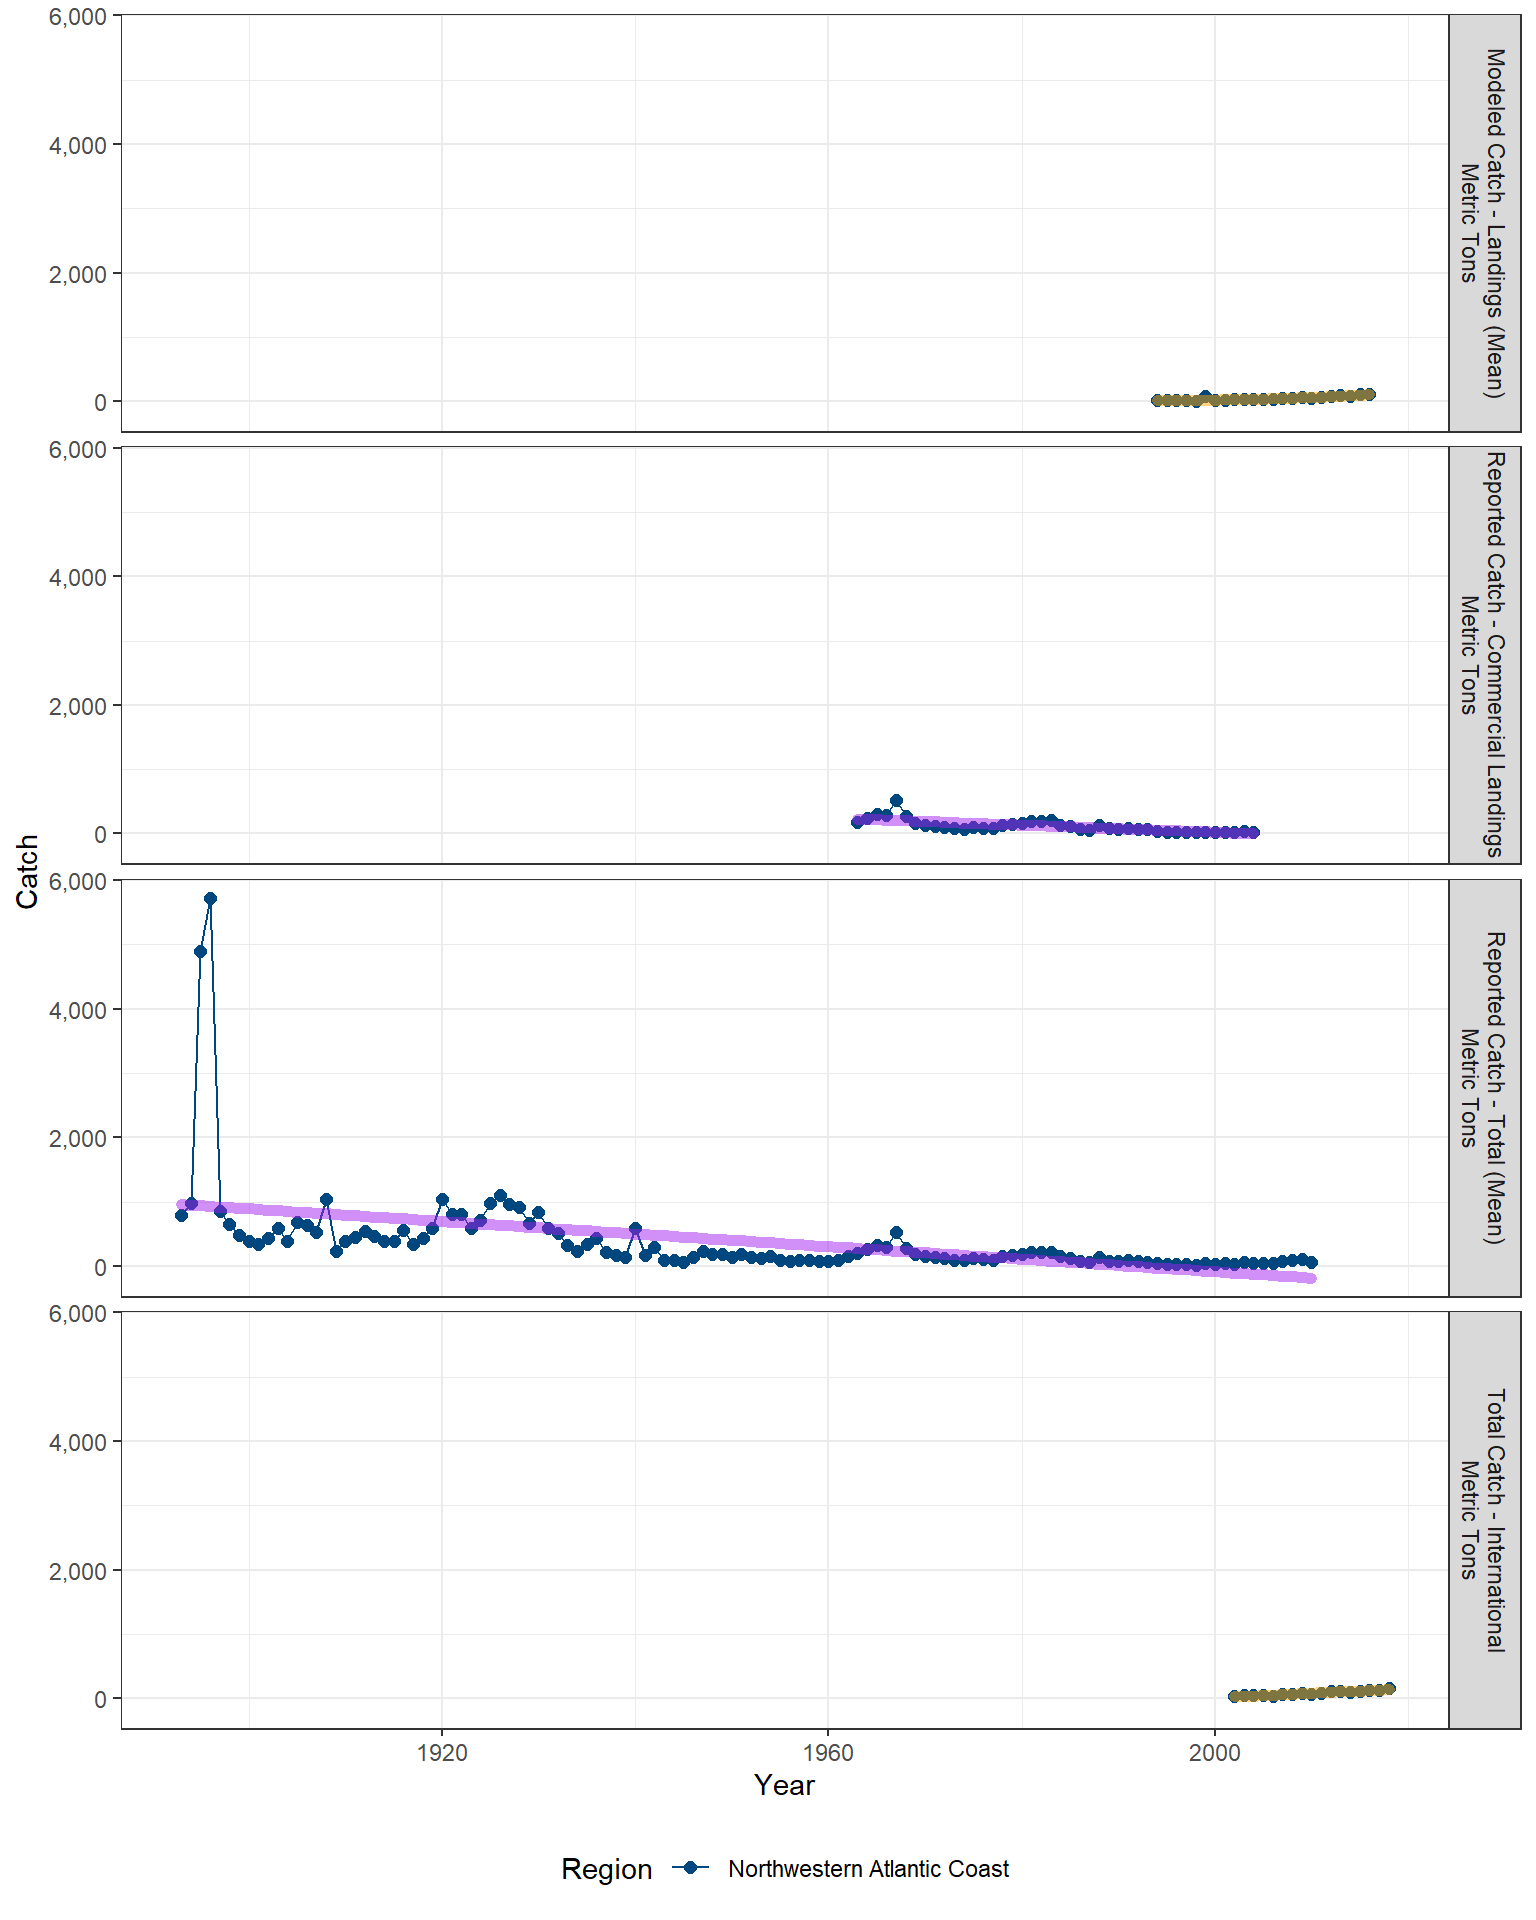 6,000
4,000
2,000
0
Modeled Catch - Landings (Mean)
Metric Tons
6,000
4,000
2,000
0
Reported Catch - Commercial Landings
Metric Tons
Catch
6,000
4,000
2,000
0
Reported Catch - Total (Mean)
Metric Tons
6,000
4,000
2,000
0
Total Catch - International
Metric Tons
1920
1960
2000
Year
Region
Northwestern Atlantic Coast